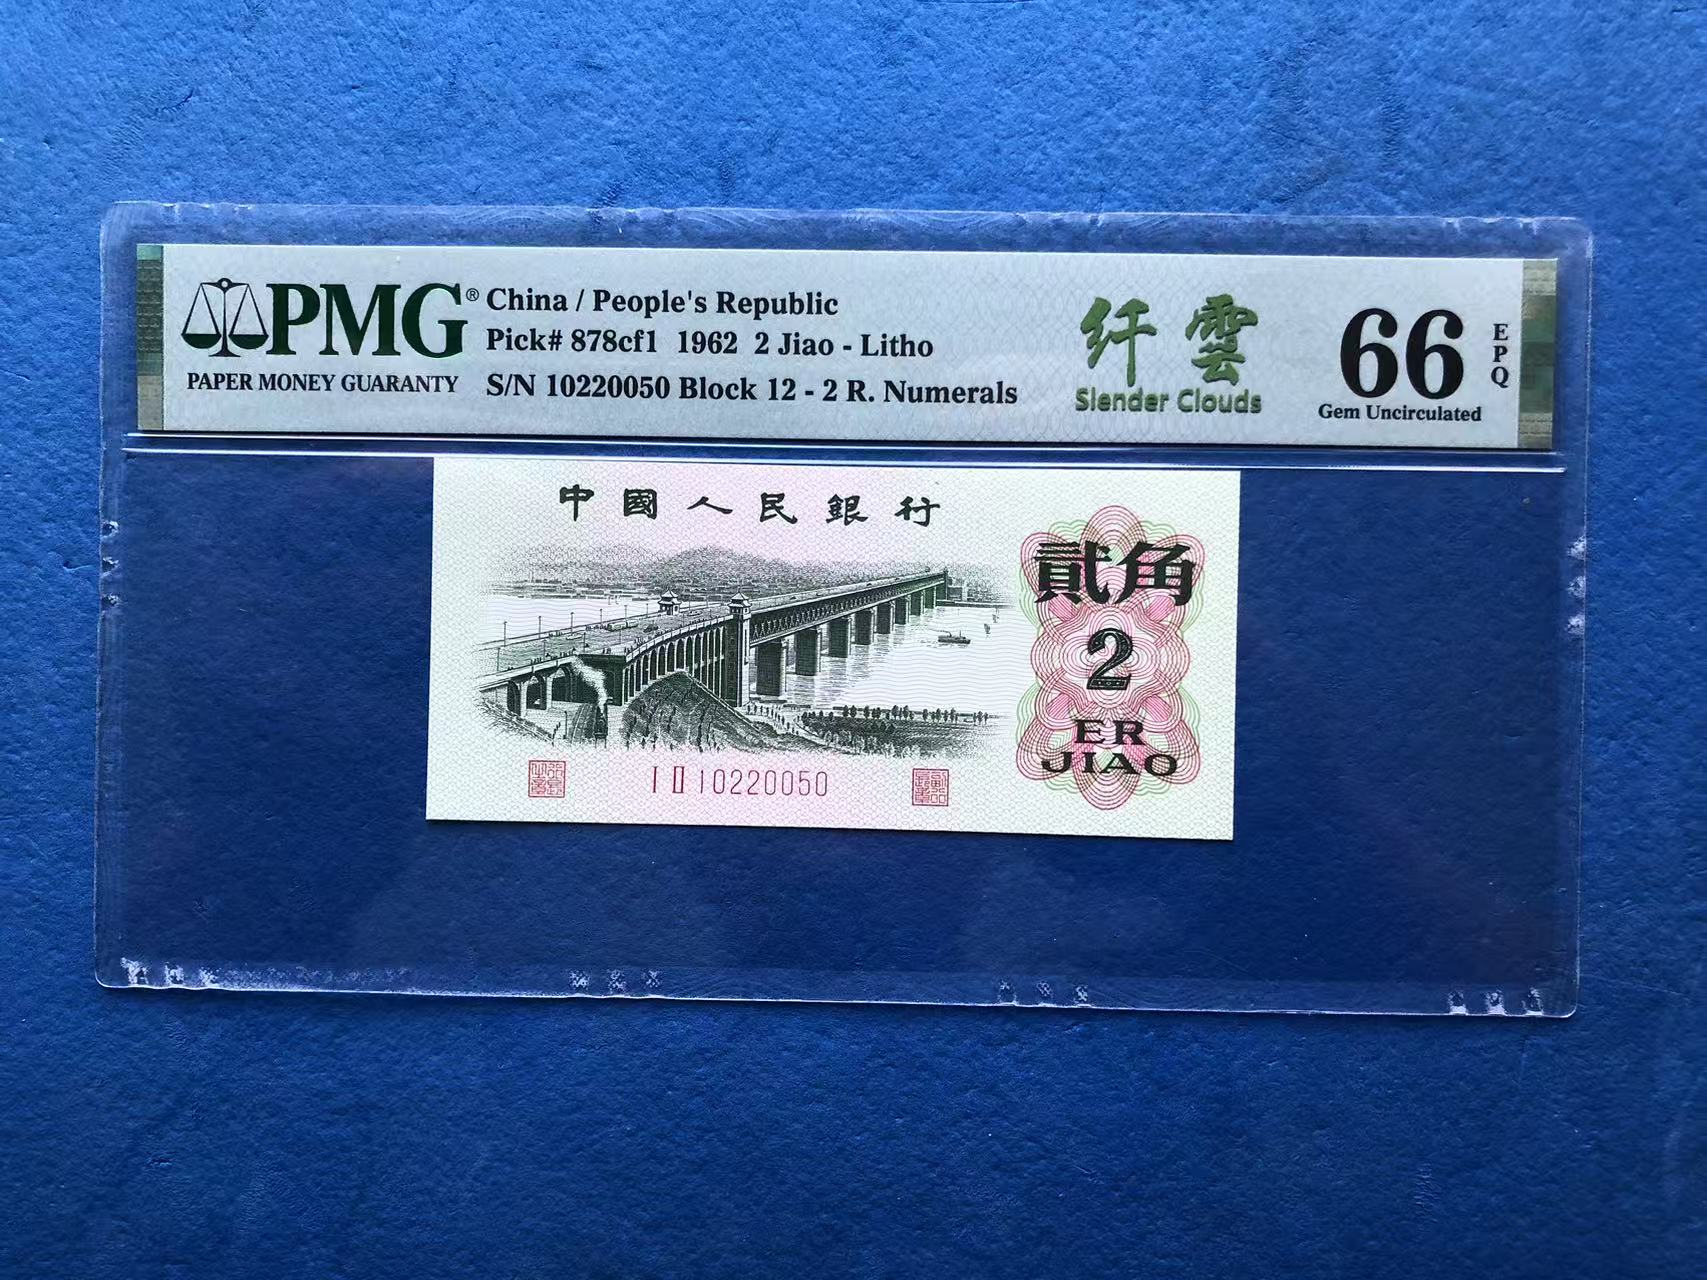 PMG®
PAPER MONEY GUARANTY
China / People's Republic
Pick# 878cf1 1962 2 Jiao - Litho
S/N 10220050 Block 12 - 2 R. Numerals
纤雲
Slender Clouds
66
EPQ
Gem Uncirculated
中國人民銀行
貳角
2
ER
JIAO
I II 10220050